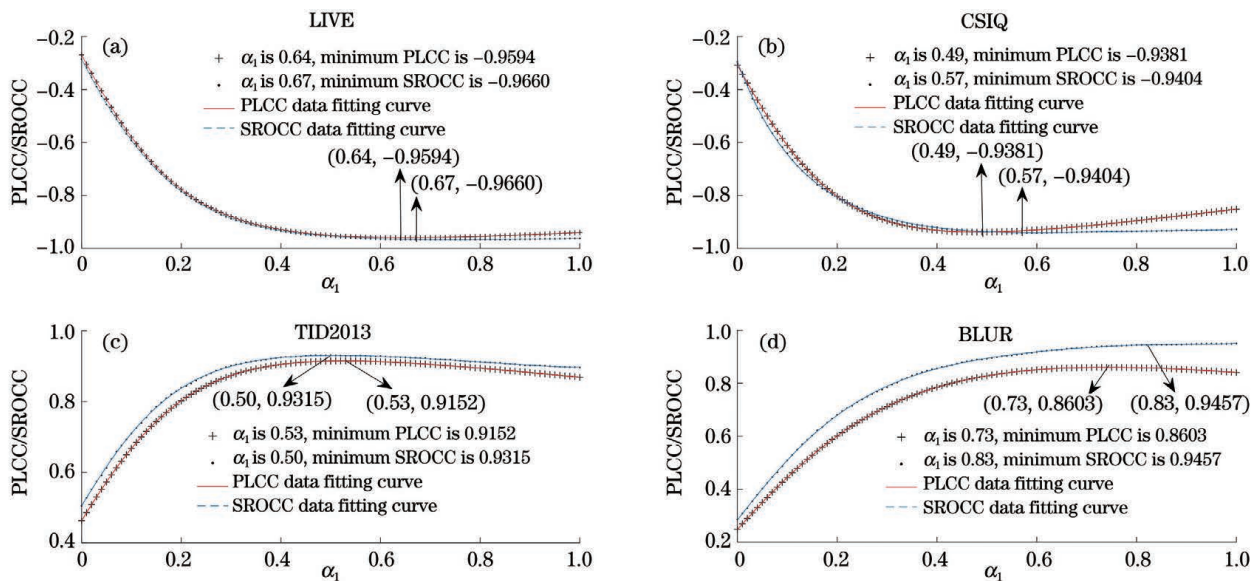 LIVE
(a)
+ α₁ is 0.64, minimum PLCC is −0.9594
· α₁ is 0.67, minimum SROCC is −0.9660
PLCC data fitting curve
SROCC data fitting curve
(0.64, −0.9594)
(0.67, −0.9660)
PLCC/SROCC
−0.2
−0.4
−0.6
−0.8
−1.0
0 0.2 0.4 0.6 0.8 1.0
α₁
CSIQ
(b)
+ α₁ is 0.49, minimum PLCC is −0.9381
· α₁ is 0.57, minimum SROCC is −0.9404
PLCC data fitting curve
SROCC data fitting curve
(0.49, −0.9381)
(0.57, −0.9404)
PLCC/SROCC
−0.2
−0.4
−0.6
−0.8
−1.0
0 0.2 0.4 0.6 0.8 1.0
α₁
TID2013
(c)
(0.50, 0.9315)
(0.53, 0.9152)
+ α₁ is 0.53, minimum PLCC is 0.9152
· α₁ is 0.50, minimum SROCC is 0.9315
PLCC data fitting curve
SROCC data fitting curve
PLCC/SROCC
1.0
0.8
0.6
0.4
0 0.2 0.4 0.6 0.8 1.0
α₁
BLUR
(d)
(0.73, 0.8603)
(0.83, 0.9457)
+ α₁ is 0.73, minimum PLCC is 0.8603
· α₁ is 0.83, minimum SROCC is 0.9457
PLCC data fitting curve
SROCC data fitting curve
PLCC/SROCC
1.0
0.8
0.6
0.4
0.2
0 0.2 0.4 0.6 0.8 1.0
α₁